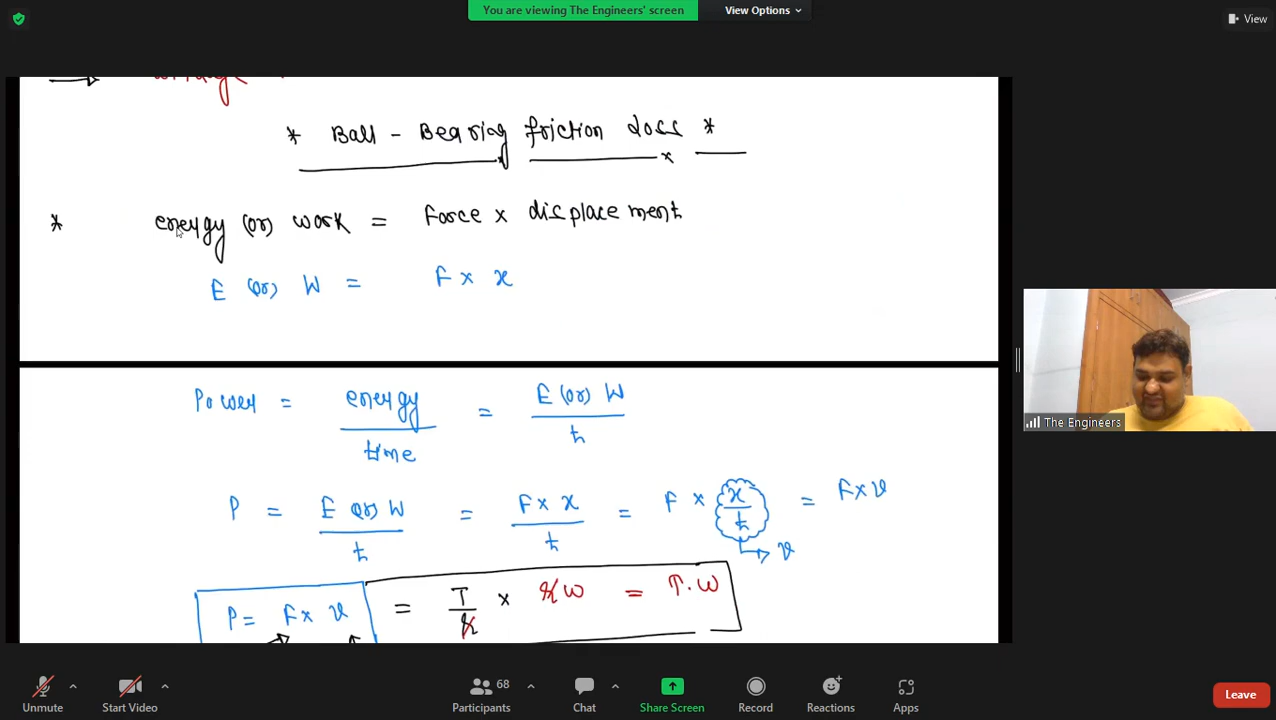 You are viewing The Engineers' screen
View Options
View
* Ball - Bearing friction loss *
* energy (or) work = Force x displacement
E (or) W = F x x
Power = energy / time = E (or) W / t
P = E (or) W / t = F x x / t = F x x / t = F x v
→ v
P = F x v = T / r x rω = T.ω
The Engineers
Unmute
Start Video
68
Participants
Chat
Share Screen
Record
Reactions
Apps
Leave